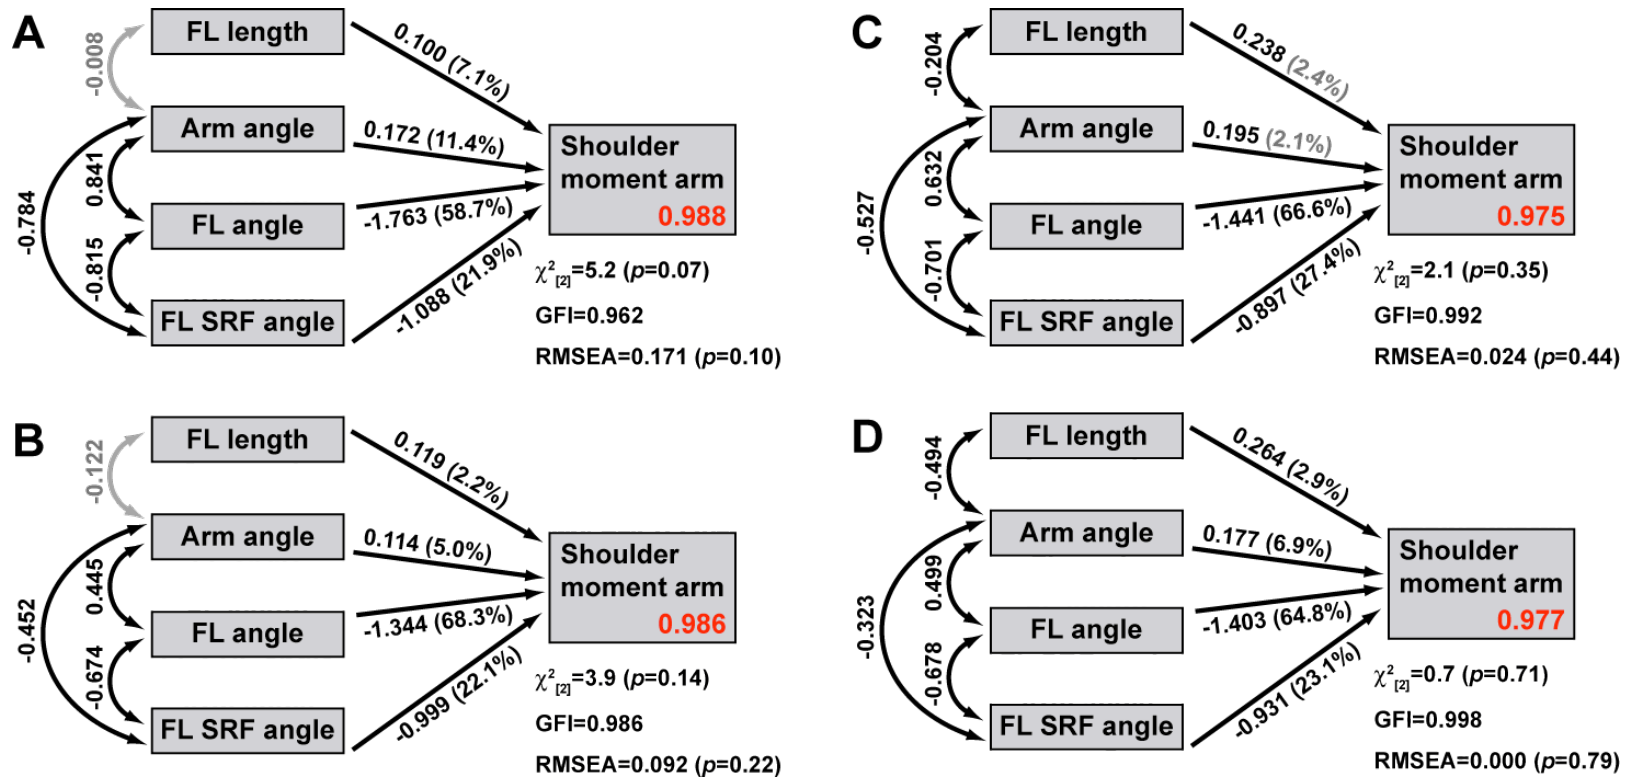 A
FL length
-0.008
0.100 (7.1%)
Arm angle
0.172 (11.4%)
0.841
-0.784
Shoulder
moment arm
0.988
FL angle
-1.763 (58.7%)
-0.815
FL SRF angle
-1.088 (21.9%)
χ²[2]=5.2 (p=0.07)
GFI=0.962
RMSEA=0.171 (p=0.10)
B
FL length
-0.122
0.119 (2.2%)
Arm angle
0.114 (5.0%)
0.445
-0.452
Shoulder
moment arm
0.986
FL angle
-1.344 (68.3%)
-0.674
FL SRF angle
-0.999 (22.1%)
χ²[2]=3.9 (p=0.14)
GFI=0.986
RMSEA=0.092 (p=0.22)
C
FL length
-0.204
0.238 (2.4%)
Arm angle
0.195 (2.1%)
0.632
-0.527
Shoulder
moment arm
0.975
FL angle
-1.441 (66.6%)
-0.701
FL SRF angle
-0.897 (27.4%)
χ²[2]=2.1 (p=0.35)
GFI=0.992
RMSEA=0.024 (p=0.44)
D
FL length
-0.494
0.264 (2.9%)
Arm angle
0.177 (6.9%)
0.499
-0.323
Shoulder
moment arm
0.977
FL angle
-1.403 (64.8%)
-0.678
FL SRF angle
-0.931 (23.1%)
χ²[2]=0.7 (p=0.71)
GFI=0.998
RMSEA=0.000 (p=0.79)